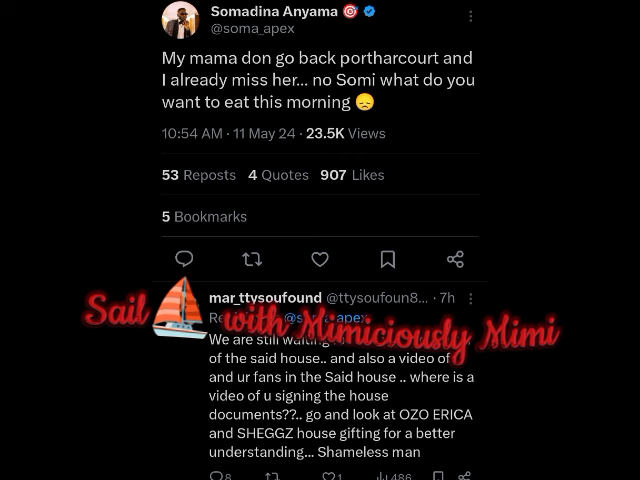 Somadina Anyama
@soma_apex
My mama don go back portharcourt and
I already miss her... no Somi what do you
want to eat this morning
10:54 AM · 11 May 24 · 23.5K Views
53 Reposts 4 Quotes 907 Likes
5 Bookmarks
mar_ttysoufound @ttysoufoun8... · 7h
@soma_apex
Sail with Mimiciously Mimi
We are still waiting
of the said house.. and also a video of
and ur fans in the Said house .. where is a
video of u signing the house
documents??.. go and look at OZO ERICA
and SHEGGZ house gifting for a better
understanding... Shameless man
8 1 486